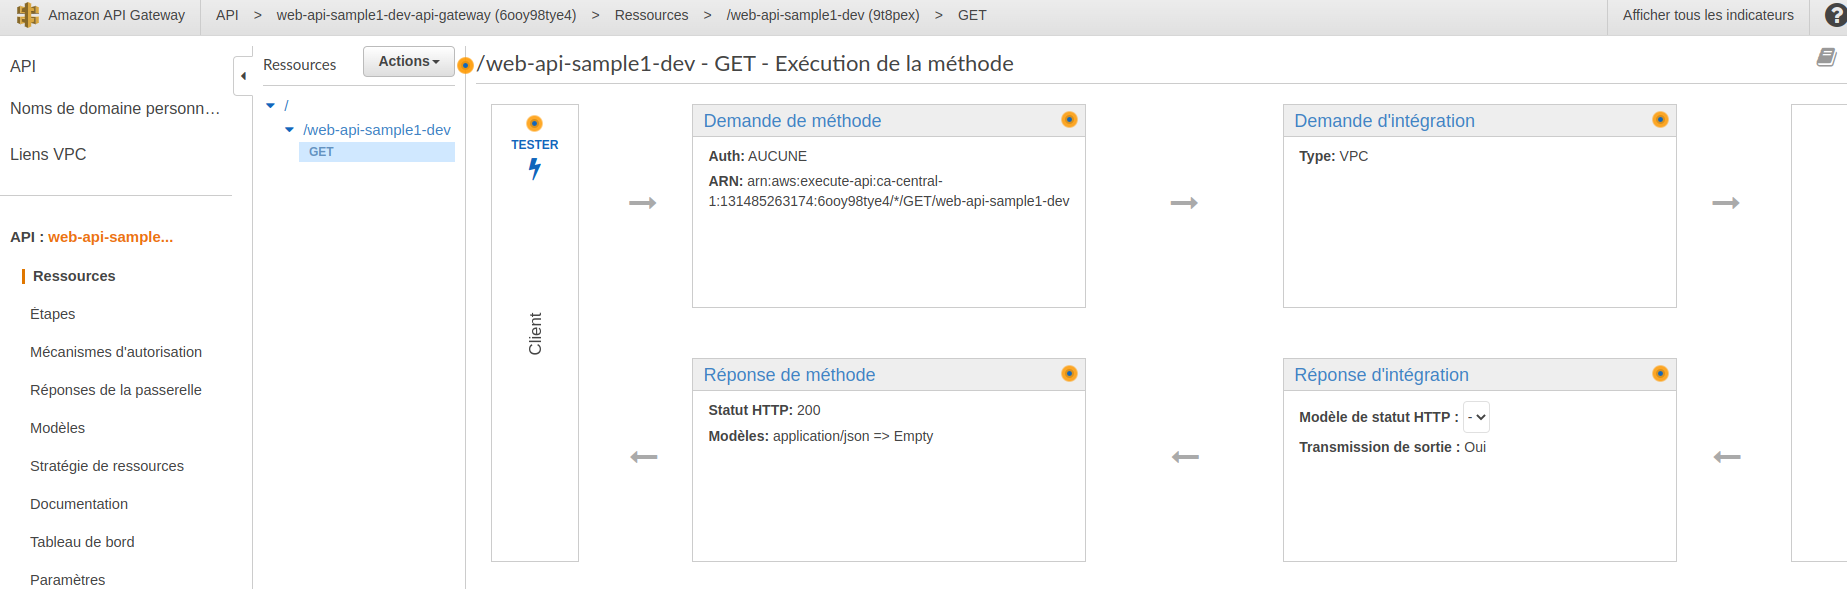 Amazon API Gateway
API > web-api-sample1-dev-api-gateway (6ooy98tye4) > Ressources > /web-api-sample1-dev (9t8pex) > GET
Afficher tous les indicateurs
?
API
Noms de domaine personn…
Liens VPC
API : web-api-sample...
Ressources
Étapes
Mécanismes d'autorisation
Réponses de la passerelle
Modèles
Stratégie de ressources
Documentation
Tableau de bord
Paramètres
Ressources
Actions
/
/web-api-sample1-dev
GET
/web-api-sample1-dev - GET - Exécution de la méthode
TESTER
Client
Demande de méthode
Auth: AUCUNE
ARN: arn:aws:execute-api:ca-central-
1:131485263174:6ooy98tye4/*/GET/web-api-sample1-dev
Demande d'intégration
Type: VPC
Réponse de méthode
Statut HTTP: 200
Modèles: application/json => Empty
Réponse d'intégration
Modèle de statut HTTP : -
Transmission de sortie : Oui